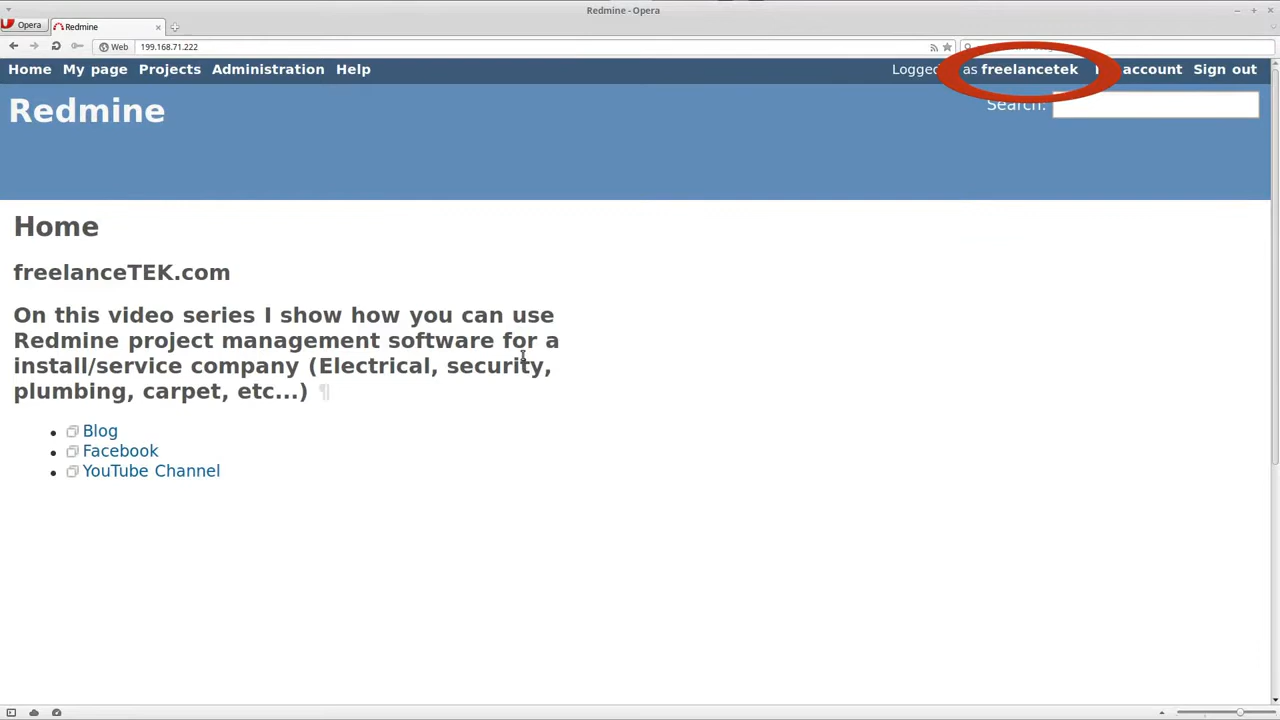 Redmine - Opera
Opera
Redmine
Web
199.168.71.222
Home My page Projects Administration Help
Logged as freelancetek account Sign out
Redmine
Search:
Home
freelanceTEK.com
On this video series I show how you can use
Redmine project management software for a
install/service company (Electrical, security,
plumbing, carpet, etc...) ¶
Blog
Facebook
YouTube Channel